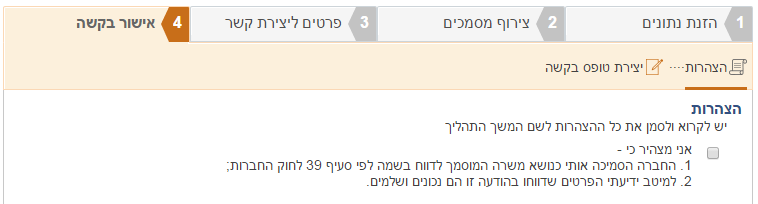 1 הזנת נתונים 2 צירוף מסמכים 3 פרטים ליצירת קשר 4 אישור בקשה
הצהרות···· יצירת טופס בקשה
הצהרות
יש לקרוא ולסמן את כל ההצהרות לשם המשך התהליך
אני מצהיר כי -
1. החברה הסמיכה אותי כנושא משרה המוסמך לדווח בשמה לפי סעיף 39 לחוק החברות;
2. למיטב ידיעתי הפרטים שדווחו בהודעה זו הם נכונים ושלמים.